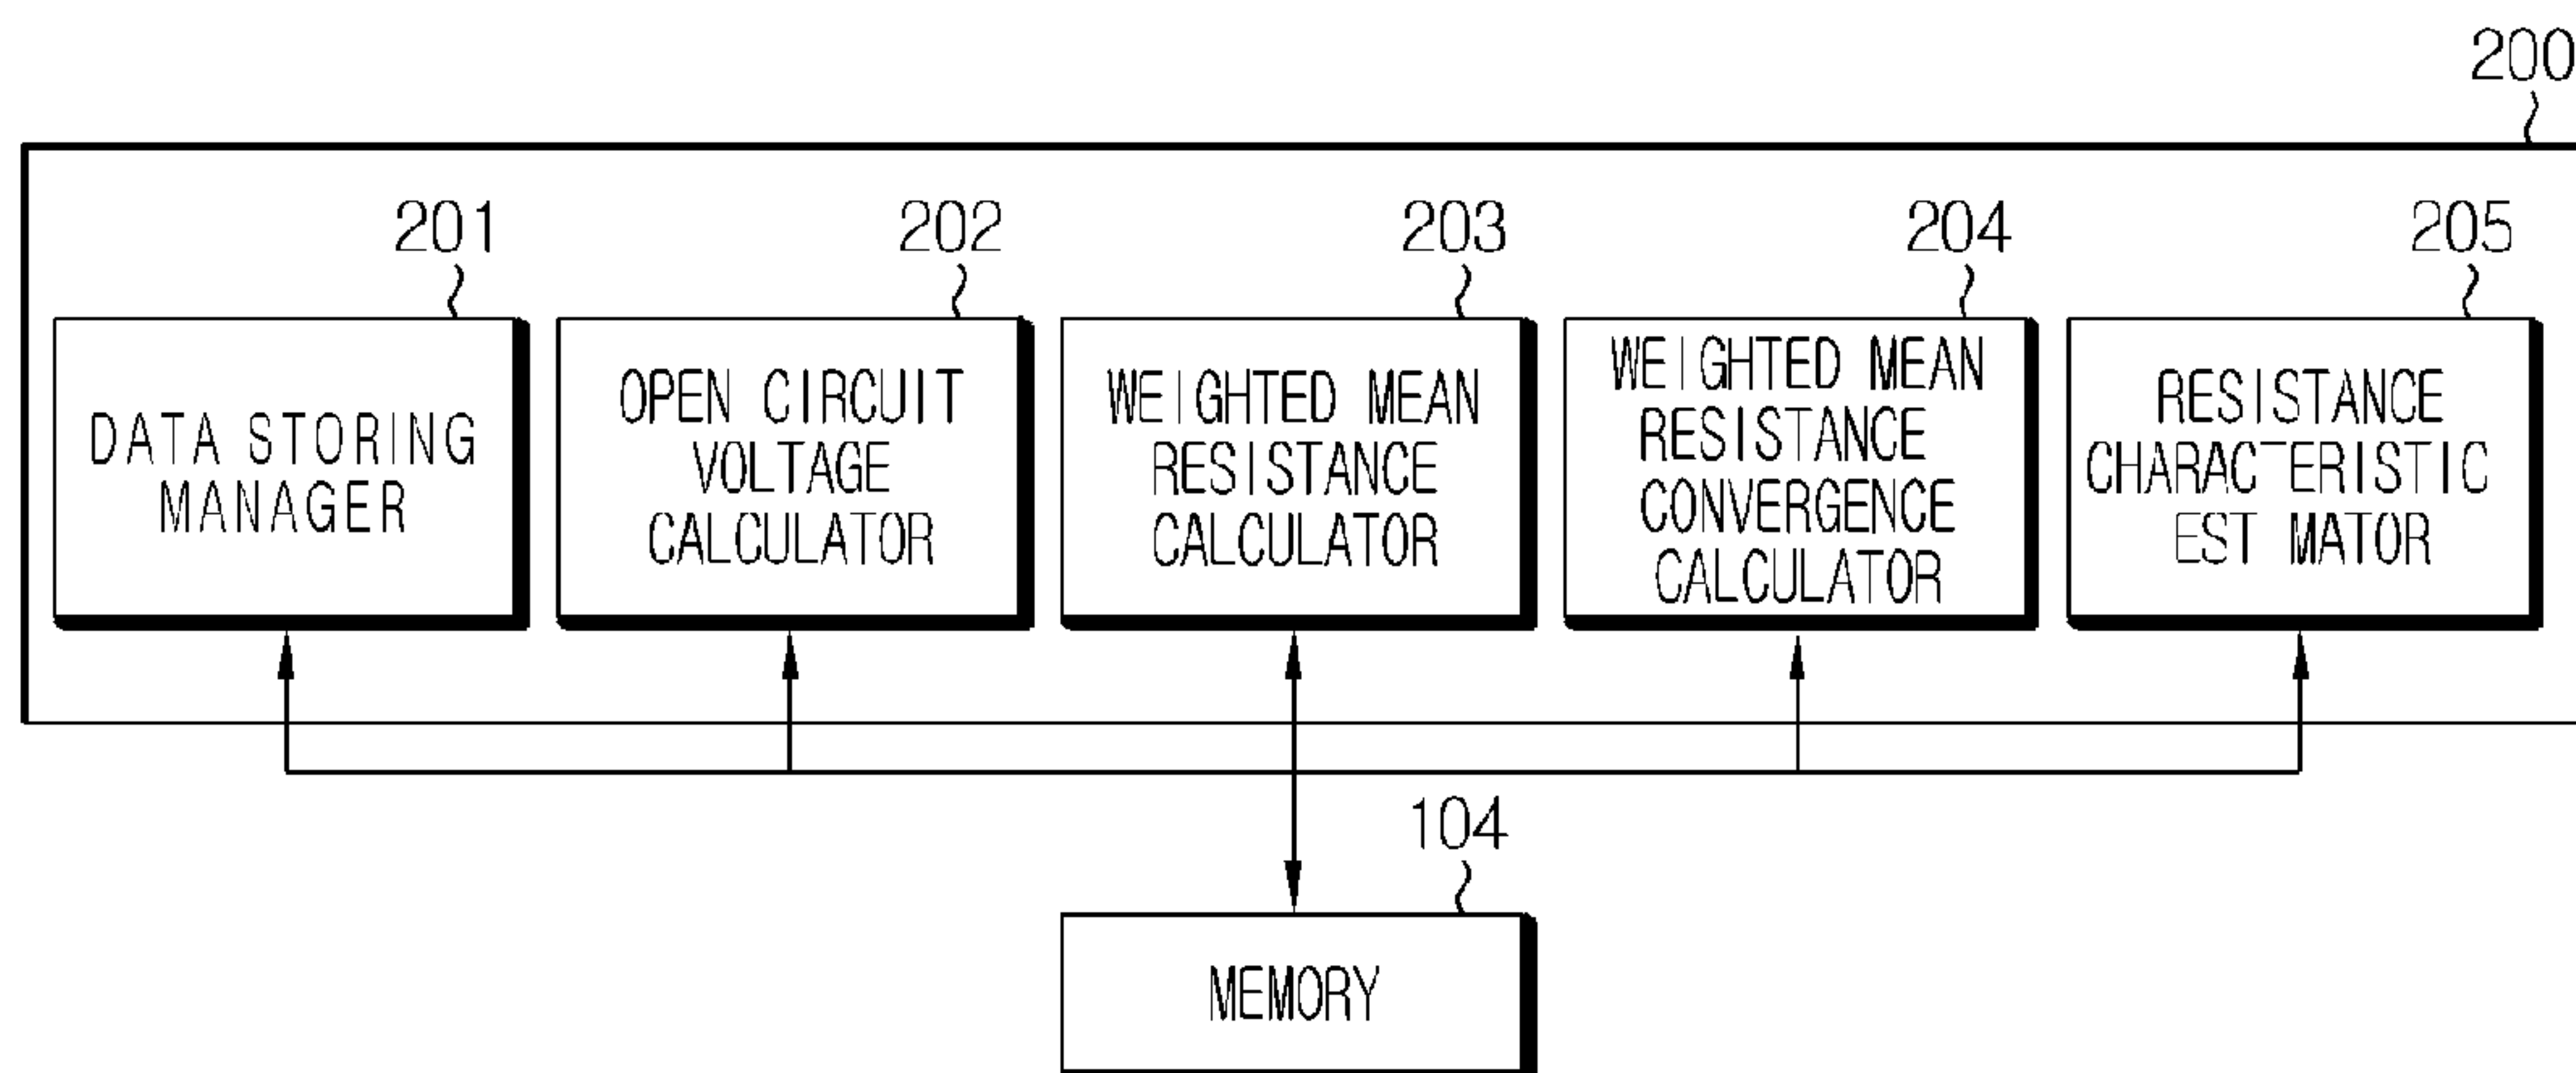 200
201
202
203
204
205
DATA STORING
MANAGER
OPEN CIRCUIT
VOLTAGE
CALCULATOR
WEIGHTED MEAN
RESISTANCE
CALCULATOR
WEIGHTED MEAN
RESISTANCE
CONVERGENCE
CALCULATOR
RESISTANCE
CHARACTERISTIC
EST MATOR
104
MEMORY